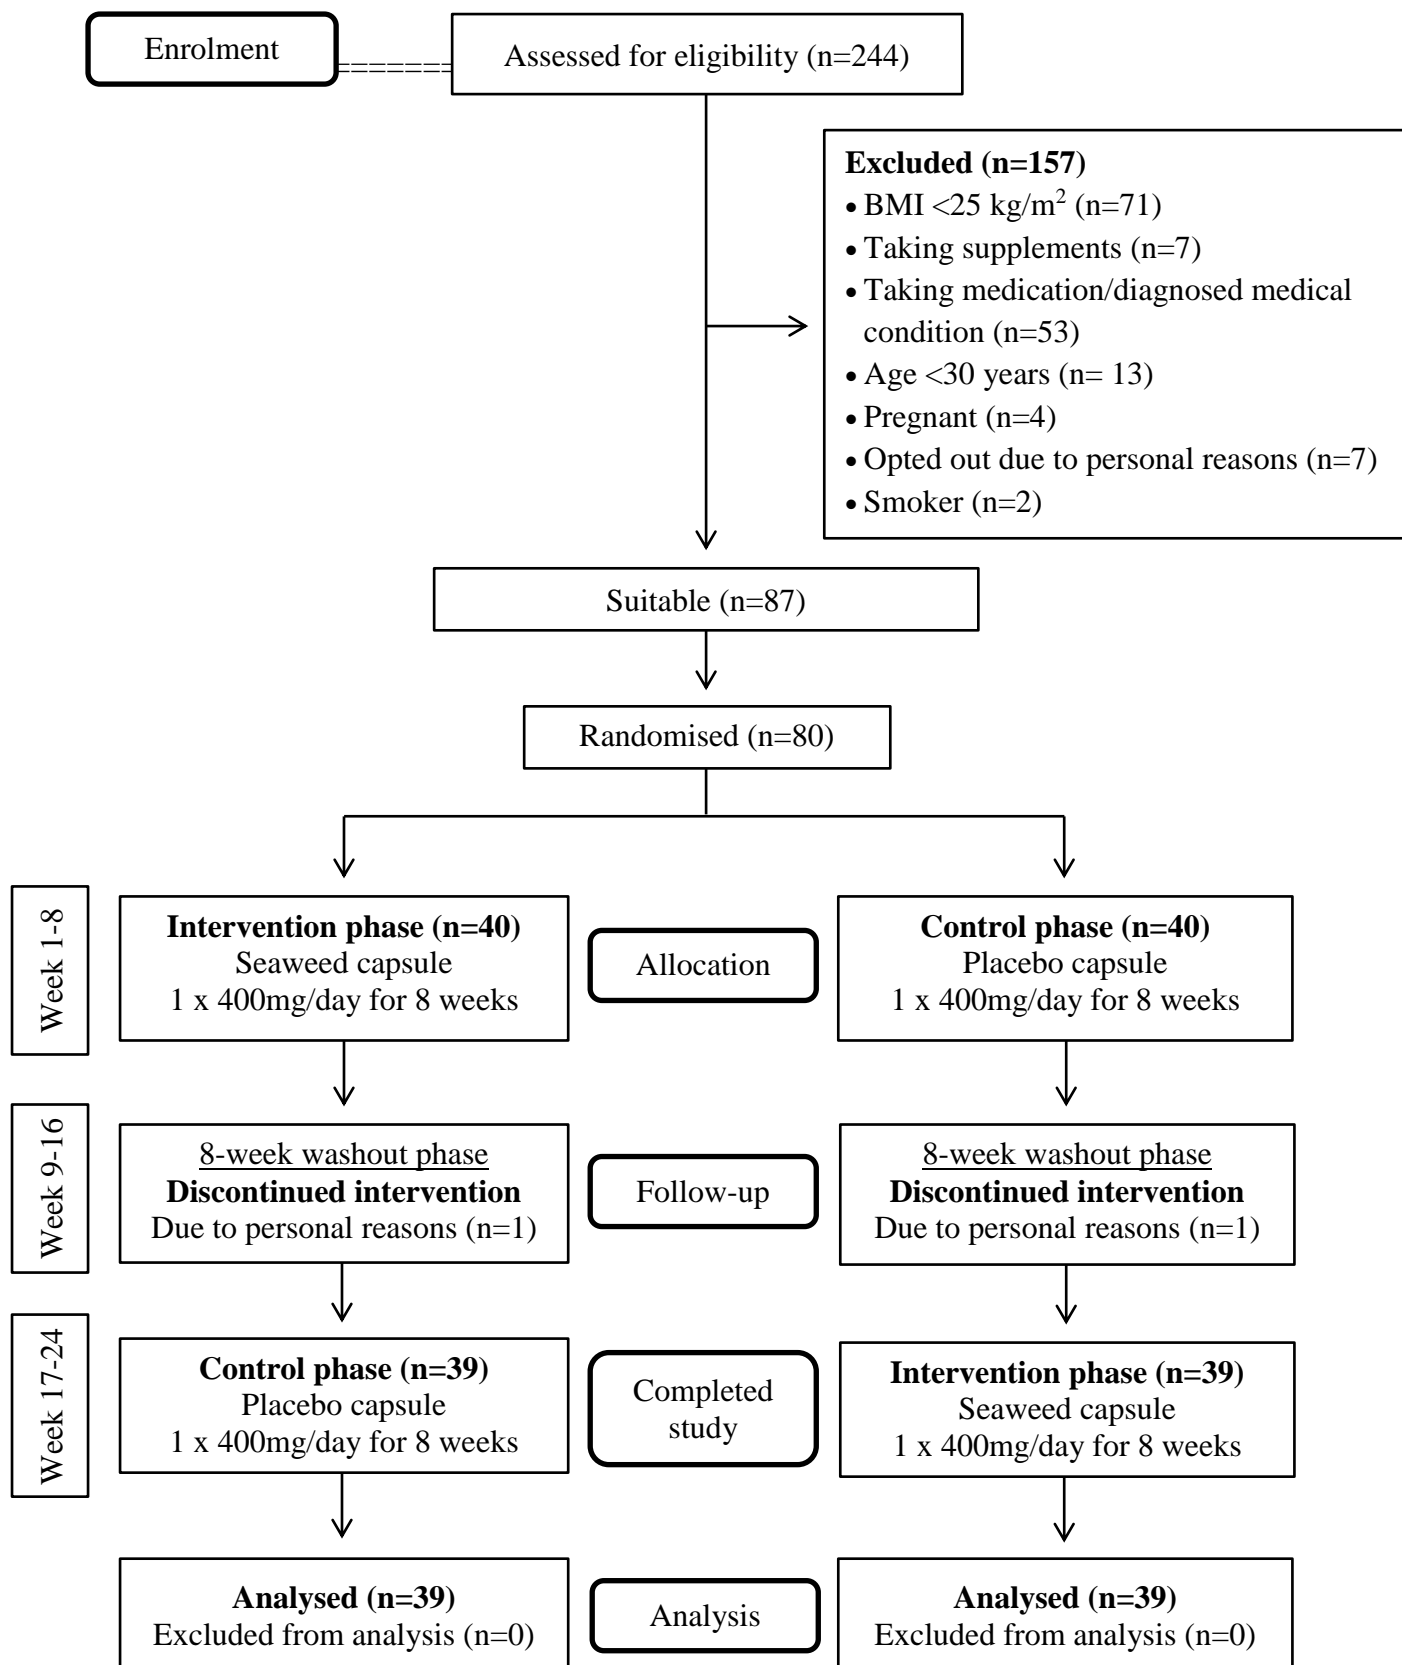 Enrolment
Assessed for eligibility (n=244)
Excluded (n=157)
• BMI <25 kg/m² (n=71)
• Taking supplements (n=7)
• Taking medication/diagnosed medical
condition (n=53)
• Age <30 years (n= 13)
• Pregnant (n=4)
• Opted out due to personal reasons (n=7)
• Smoker (n=2)
Suitable (n=87)
Randomised (n=80)
Week 1-8
Intervention phase (n=40)
Seaweed capsule
1 x 400mg/day for 8 weeks
Allocation
Control phase (n=40)
Placebo capsule
1 x 400mg/day for 8 weeks
Week 9-16
8-week washout phase
Discontinued intervention
Due to personal reasons (n=1)
Follow-up
8-week washout phase
Discontinued intervention
Due to personal reasons (n=1)
Week 17-24
Control phase (n=39)
Placebo capsule
1 x 400mg/day for 8 weeks
Completed
study
Intervention phase (n=39)
Seaweed capsule
1 x 400mg/day for 8 weeks
Analysed (n=39)
Excluded from analysis (n=0)
Analysis
Analysed (n=39)
Excluded from analysis (n=0)